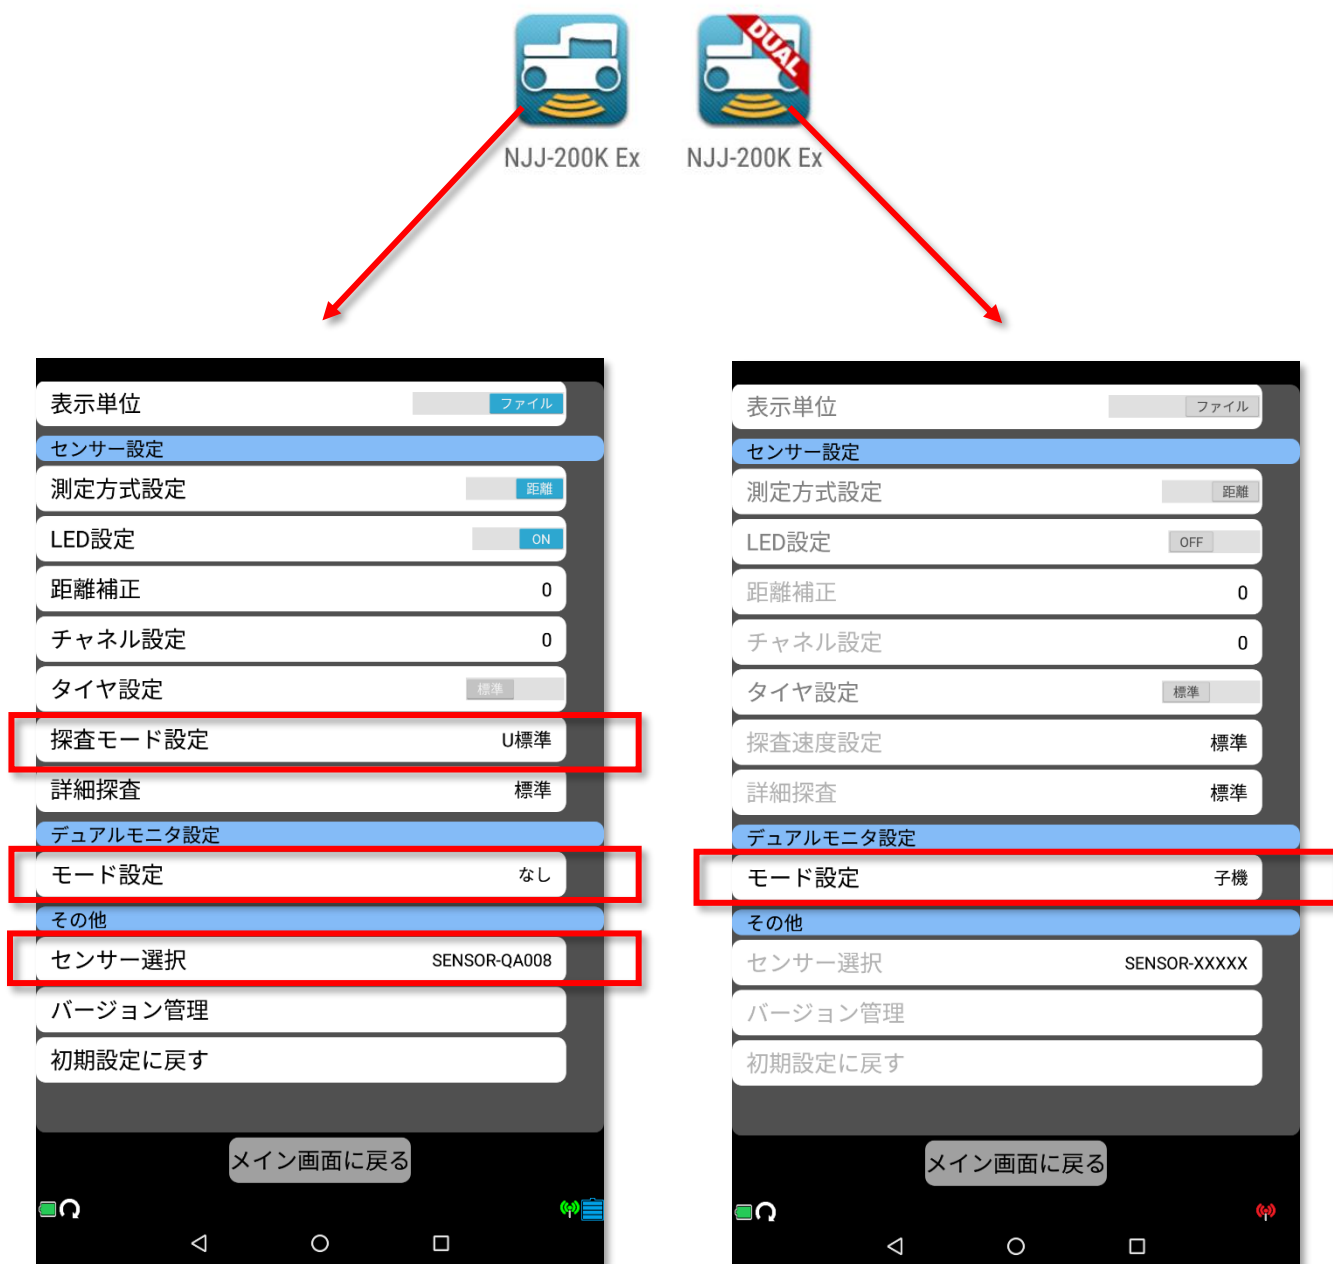 DUAL
NJJ-200K Ex
NJJ-200K Ex
表示単位 ファイル
センサー設定
測定方式設定 距離
LED設定 ON
距離補正 0
チャネル設定 0
タイヤ設定 標準
探査モード設定 U標準
詳細探査 標準
デュアルモニタ設定
モード設定 なし
その他
センサー選択 SENSOR-QA008
バージョン管理
初期設定に戻す
メイン画面に戻る
表示単位 ファイル
センサー設定
測定方式設定 距離
LED設定 OFF
距離補正 0
チャネル設定 0
タイヤ設定 標準
探査速度設定 標準
詳細探査 標準
デュアルモニタ設定
モード設定 子機
その他
センサー選択 SENSOR-XXXXX
バージョン管理
初期設定に戻す
メイン画面に戻る